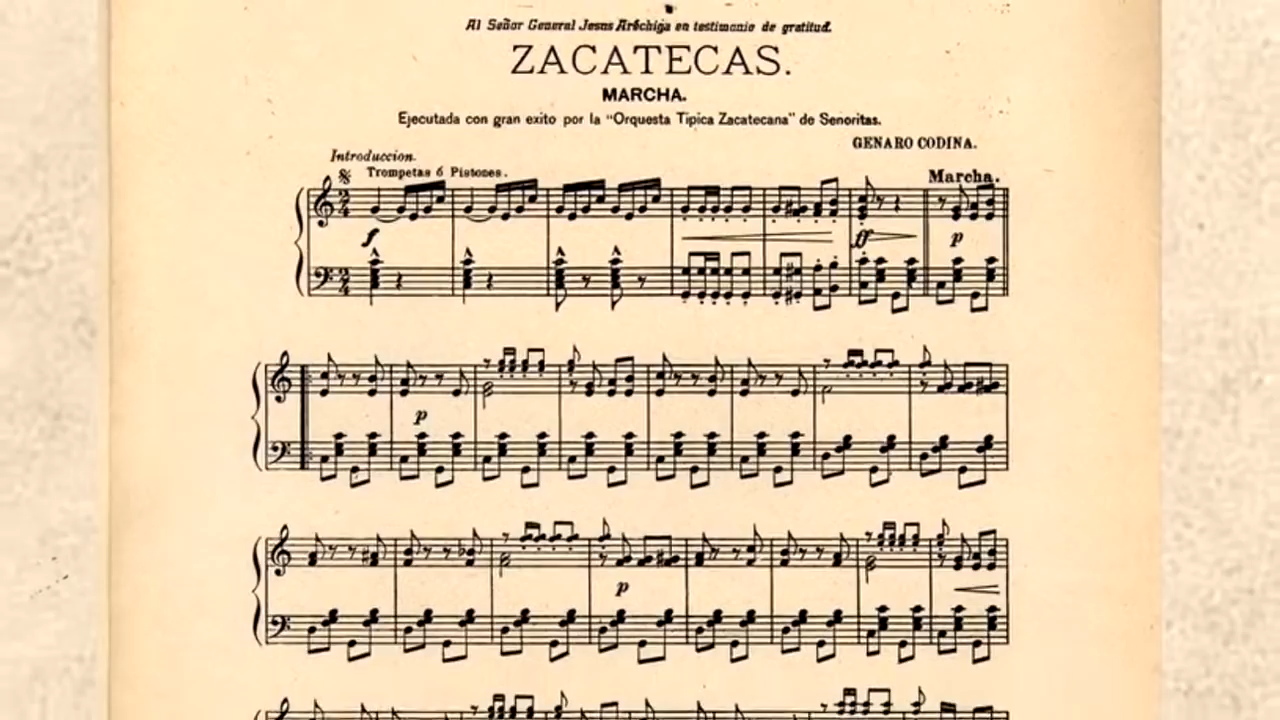 Al Señor General Jesus Aréchiga en testimonio de gratitud.
ZACATECAS.
MARCHA.
Ejecutada con gran exito por la "Orquesta Tipica Zacatecana" de Senoritas.
GENARO CODINA.
Introduccion.
Trompetas ó Pistones.
Marcha.
f
ff
p
p
p